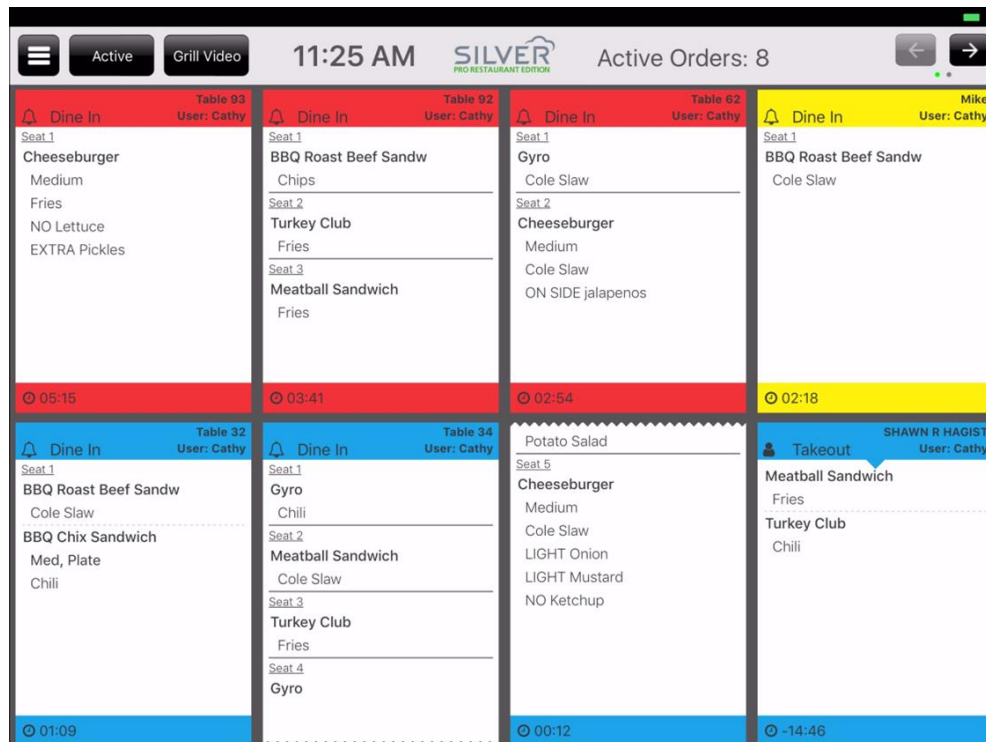 Active
Grill Video
11:25 AM
SILVER
PRO RESTAURANT EDITION
Active Orders: 8
Table 93
Dine In
User: Cathy
Seat 1
Cheeseburger
Medium
Fries
NO Lettuce
EXTRA Pickles
05:15
Table 92
Dine In
User: Cathy
Seat 1
BBQ Roast Beef Sandw
Chips
Seat 2
Turkey Club
Fries
Seat 3
Meatball Sandwich
Fries
03:41
Table 62
Dine In
User: Cathy
Seat 1
Gyro
Cole Slaw
Seat 2
Cheeseburger
Medium
Cole Slaw
ON SIDE jalapenos
02:54
Mike
Dine In
User: Cathy
Seat 1
BBQ Roast Beef Sandw
Cole Slaw
02:18
Table 32
Dine In
User: Cathy
Seat 1
BBQ Roast Beef Sandw
Cole Slaw
BBQ Chix Sandwich
Med, Plate
Chili
01:09
Table 34
Dine In
User: Cathy
Seat 1
Gyro
Chili
Seat 2
Meatball Sandwich
Cole Slaw
Seat 3
Turkey Club
Fries
Seat 4
Gyro
Potato Salad
Seat 5
Cheeseburger
Medium
Cole Slaw
LIGHT Onion
LIGHT Mustard
NO Ketchup
00:12
SHAWN R HAGIST
Takeout
User: Cathy
Meatball Sandwich
Fries
Turkey Club
Chili
-14:46